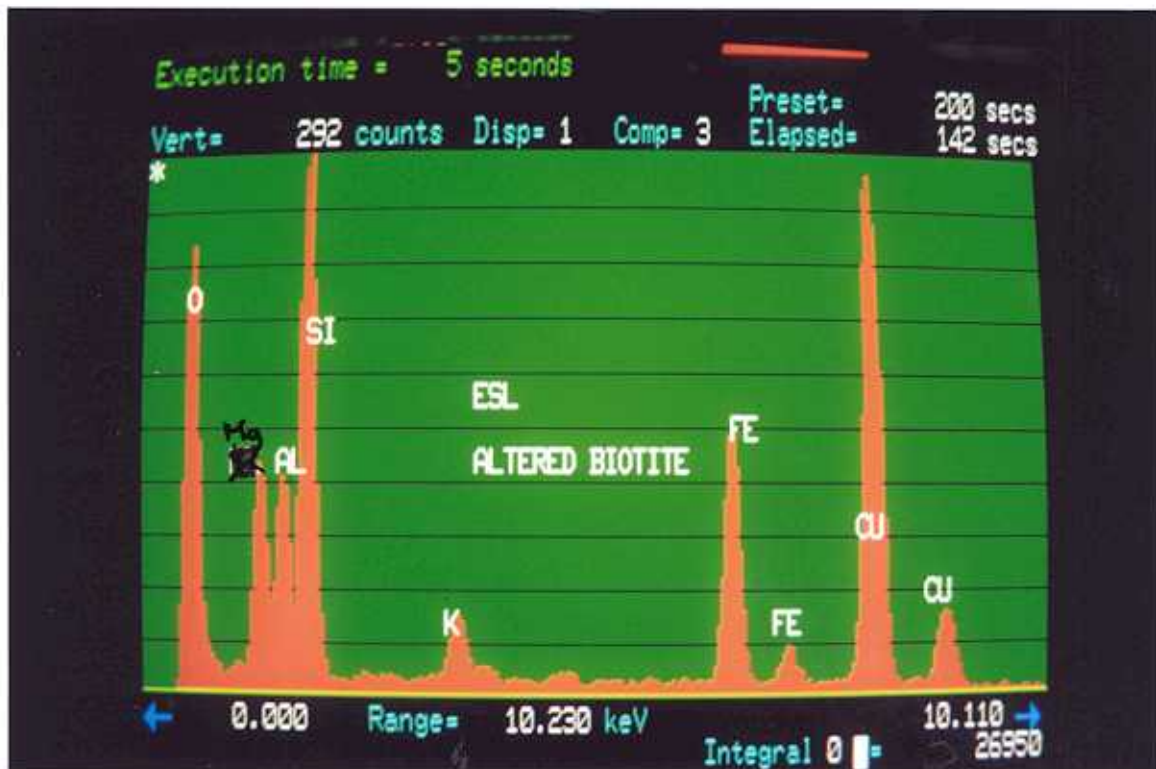 Execution time = 5 seconds
Preset= 200 secs
Vert= 292 counts Disp= 1 Comp= 3 Elapsed= 142 secs
*
O
SI
ESL
FE
Mg
AL
ALTERED BIOTITE
CU
CU
K
FE
0.000 Range= 10.230 keV 10.110
Integral 0 = 26950